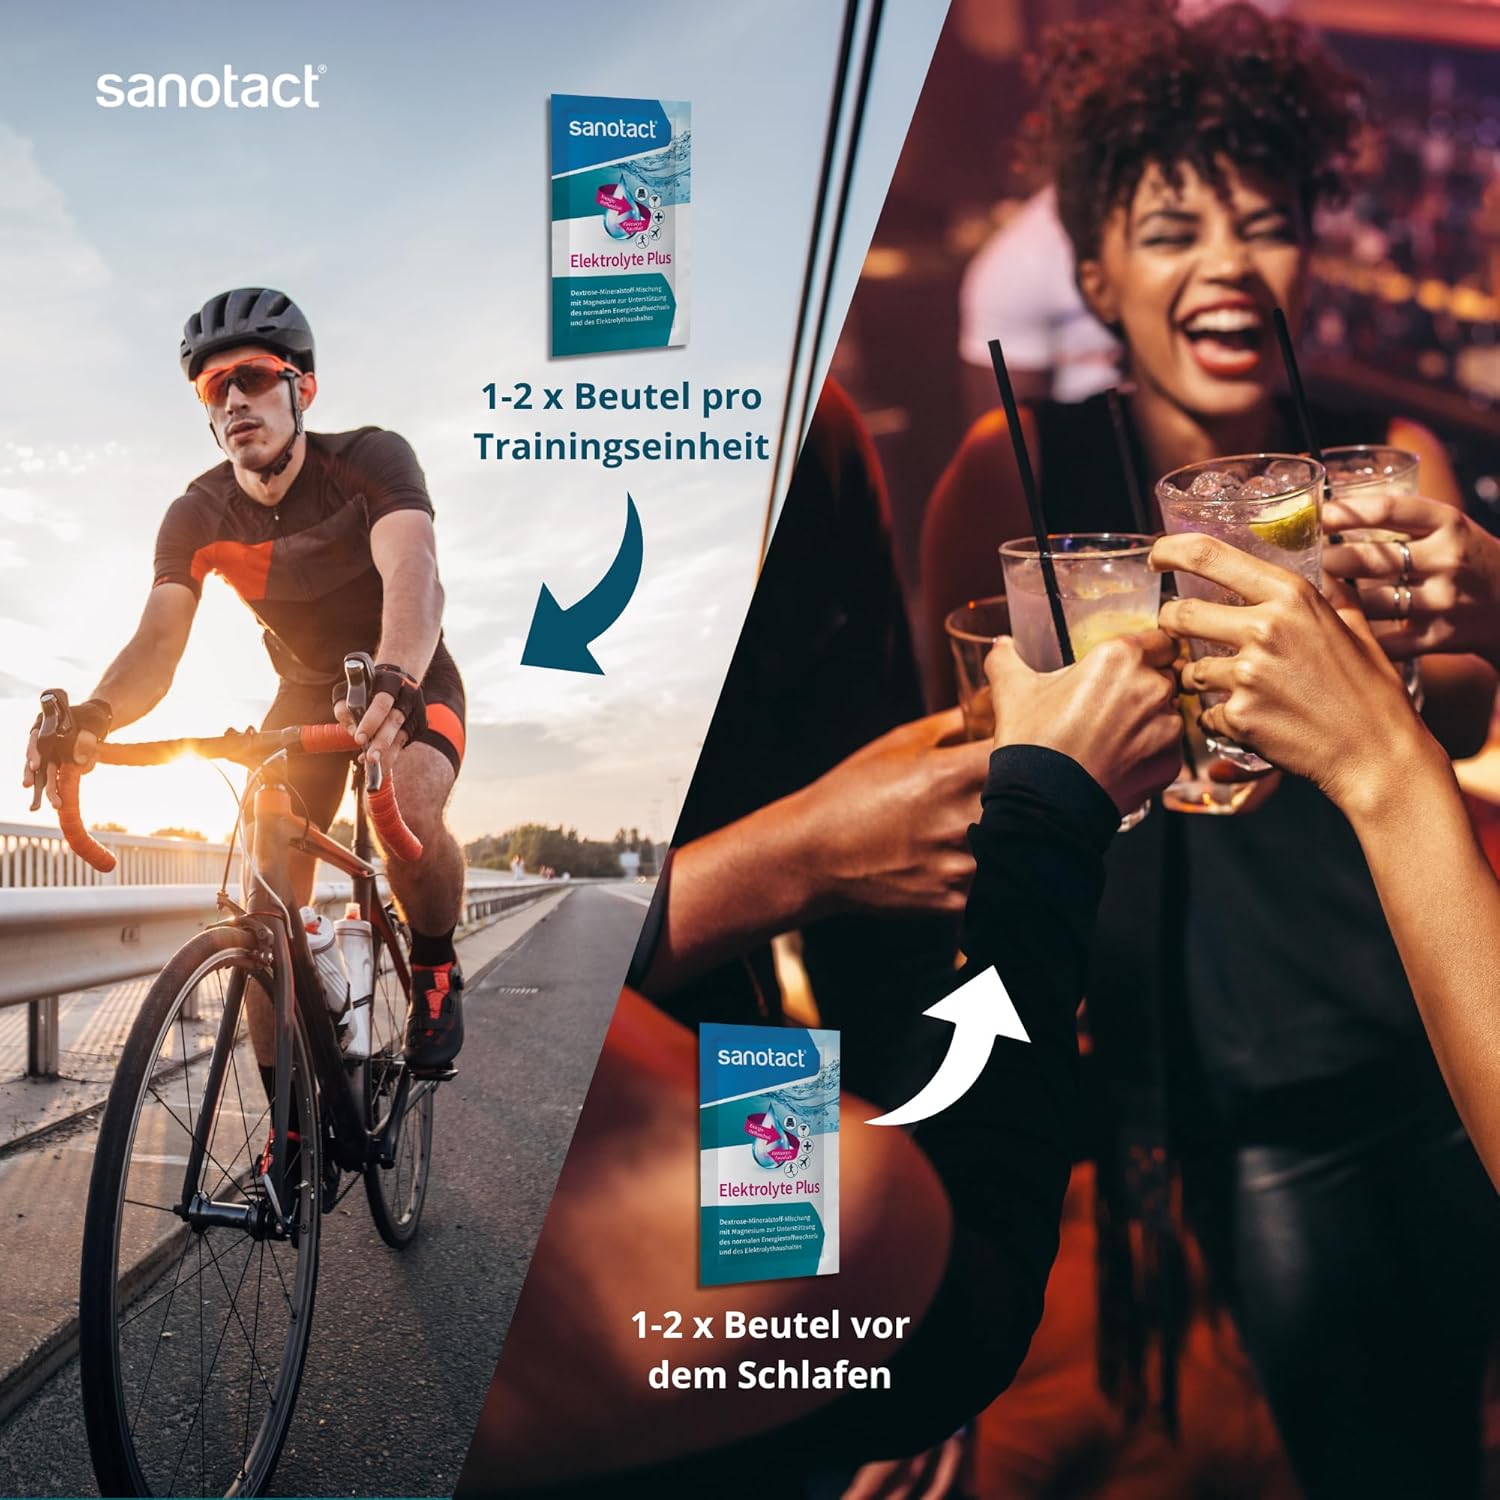 sanotact®
sanotact
Elektrolyte Plus
Dextrose-Mineralstoff-Mischung
mit Magnesium zur Unterstützung
des normalen Energiestoffwechsels
und des Elektrolythaushaltes
1-2 x Beutel pro
Trainingseinheit
sanotact
Elektrolyte Plus
Dextrose-Mineralstoff-Mischung
mit Magnesium zur Unterstützung
des normalen Energiestoffwechsels
und des Elektrolythaushaltes
1-2 x Beutel vor
dem Schlafen